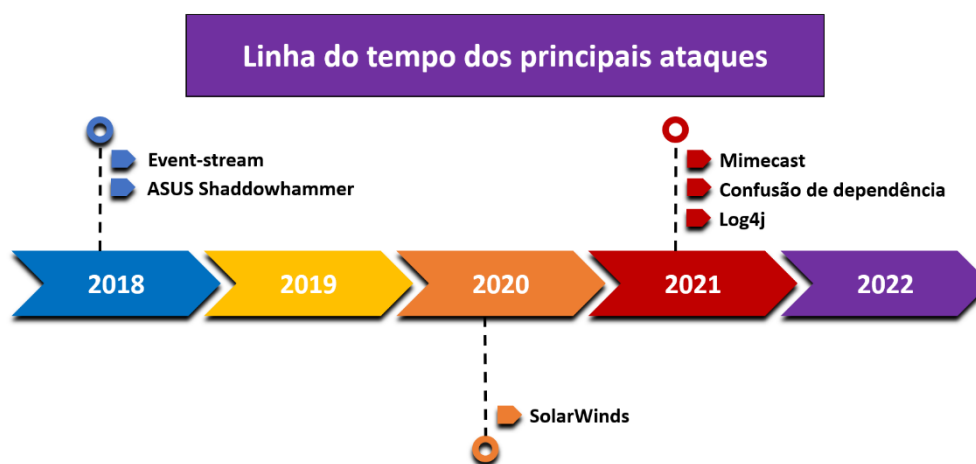 Linha do tempo dos principais ataques
Event-stream
ASUS Shaddowhammer
Mimecast
Confusão de dependência
Log4j
2018
2019
2020
2021
2022
SolarWinds